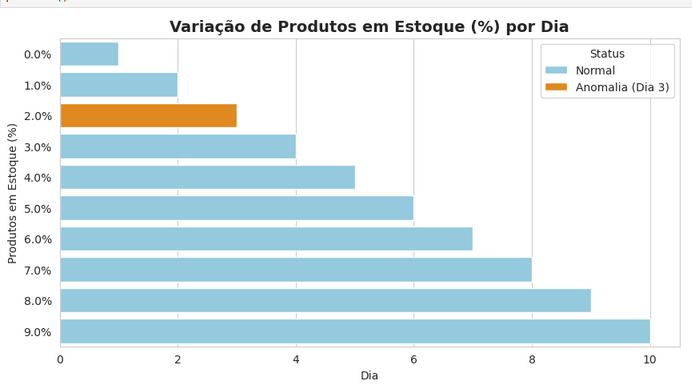 Variação de Produtos em Estoque (%) por Dia
Status
Normal
Anomalia (Dia 3)
Produtos em Estoque (%)
0.0%
1.0%
2.0%
3.0%
4.0%
5.0%
6.0%
7.0%
8.0%
9.0%
0 2 4 6 8 10
Dia